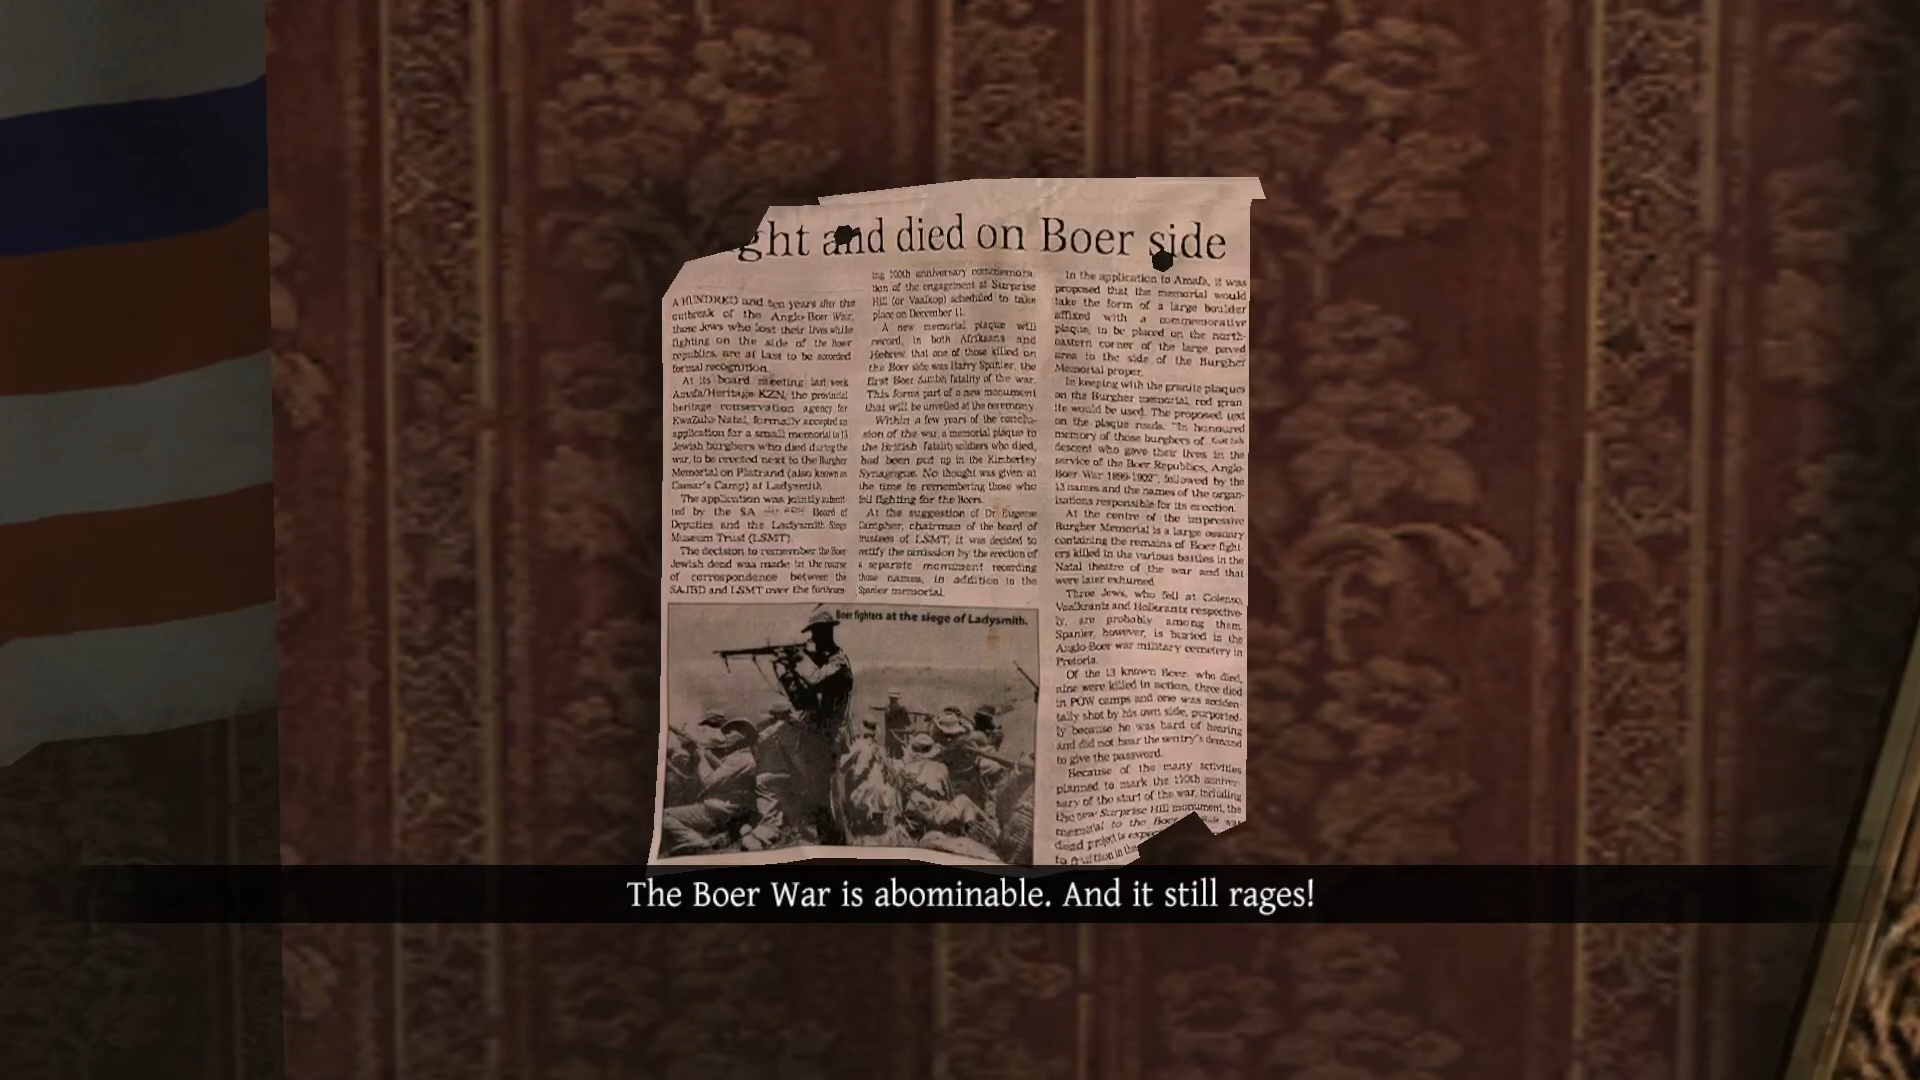 ght and died on Boer side
A HUNDRED and ten years after the
outbreak of the Anglo-Boer War,
those Jews who lost their lives while
fighting on the side of the Boer
republics, are at last to be accorded
formal recognition.
At its board meeting last week
Amafa/Heritage KZN, the provincial
heritage conservation agency for
KwaZulu-Natal, formally accepted an
application for a small memorial to 13
Jewish burghers who died during the
war, to be erected next to the Burgher
Memorial on Platrand (also known as
Caesar's Camp) at Ladysmith.
The application was jointly submit-
ted by the SA Board of
Deputies and the Ladysmith Siege
Museum Trust (LSMT).
The decision to remember the Boer
Jewish dead was made in the course
of correspondence between the
SAJBD and LSMT over the forthcom-
ing 100th anniversary commemora-
tion of the engagement at Surprise
Hill (or Vaalkop) scheduled to take
place on December 11.
A new memorial plaque will
record, in both Afrikaans and
Hebrew, that one of those killed on
the Boer side was Harry Spanier, the
first Boer fatality of the war.
This forms part of a new monument
that will be unveiled at the ceremony.
Within a few years of the conclu-
sion of the war, a memorial plaque to
the British soldiers who died,
had been put up in the Kimberley
Synagogue. No thought was given at
the time to remembering those who
fell fighting for the Boers.
At the suggestion of Dr Eugene
Campher, chairman of the board of
trustees of LSMT, it was decided to
rectify the omission by the erection of
a separate monument recording
those names, in addition to the
Spanier memorial.
In the application to Amafa, it was
proposed that the memorial would
take the form of a large boulder
affixed with a commemorative
plaque, to be placed on the north-
eastern corner of the large paved
area to the side of the Burgher
Memorial proper.
In keeping with the granite plaques
on the Burgher memorial, red gran-
ite would be used. The proposed text
on the plaque reads, "In honoured
memory of those burghers of
descent who gave their lives in the
service of the Boer Republics, Anglo-
Boer War 1899-1902", followed by the
13 names and the names of the organ-
isations responsible for its erection.
At the centre of the impressive
Burgher Memorial is a large ossuary
containing the remains of Boer fight-
ers killed in the various battles in the
Natal theatre of the war and that
were later exhumed.
Three Jews, who fell at Colenso,
Vaalkrantz and Holkrantz respective-
ly, are probably among them.
Spanier, however, is buried in the
Anglo-Boer war military cemetery in
Pretoria.
Of the 13 known Boer who died,
nine were killed in action, three died
in POW camps and one was acciden-
tally shot by his own side, purported-
ly because he was hard of hearing
and did not hear the sentry's demand
to give the password.
Because of the many activities
planned to mark the 110th anniver-
sary of the start of the war, including
the new Surprise Hill monument, the
memorial to the Boer
dead project is
to fruition in the
Boer fighters at the siege of Ladysmith.
The Boer War is abominable. And it still rages!